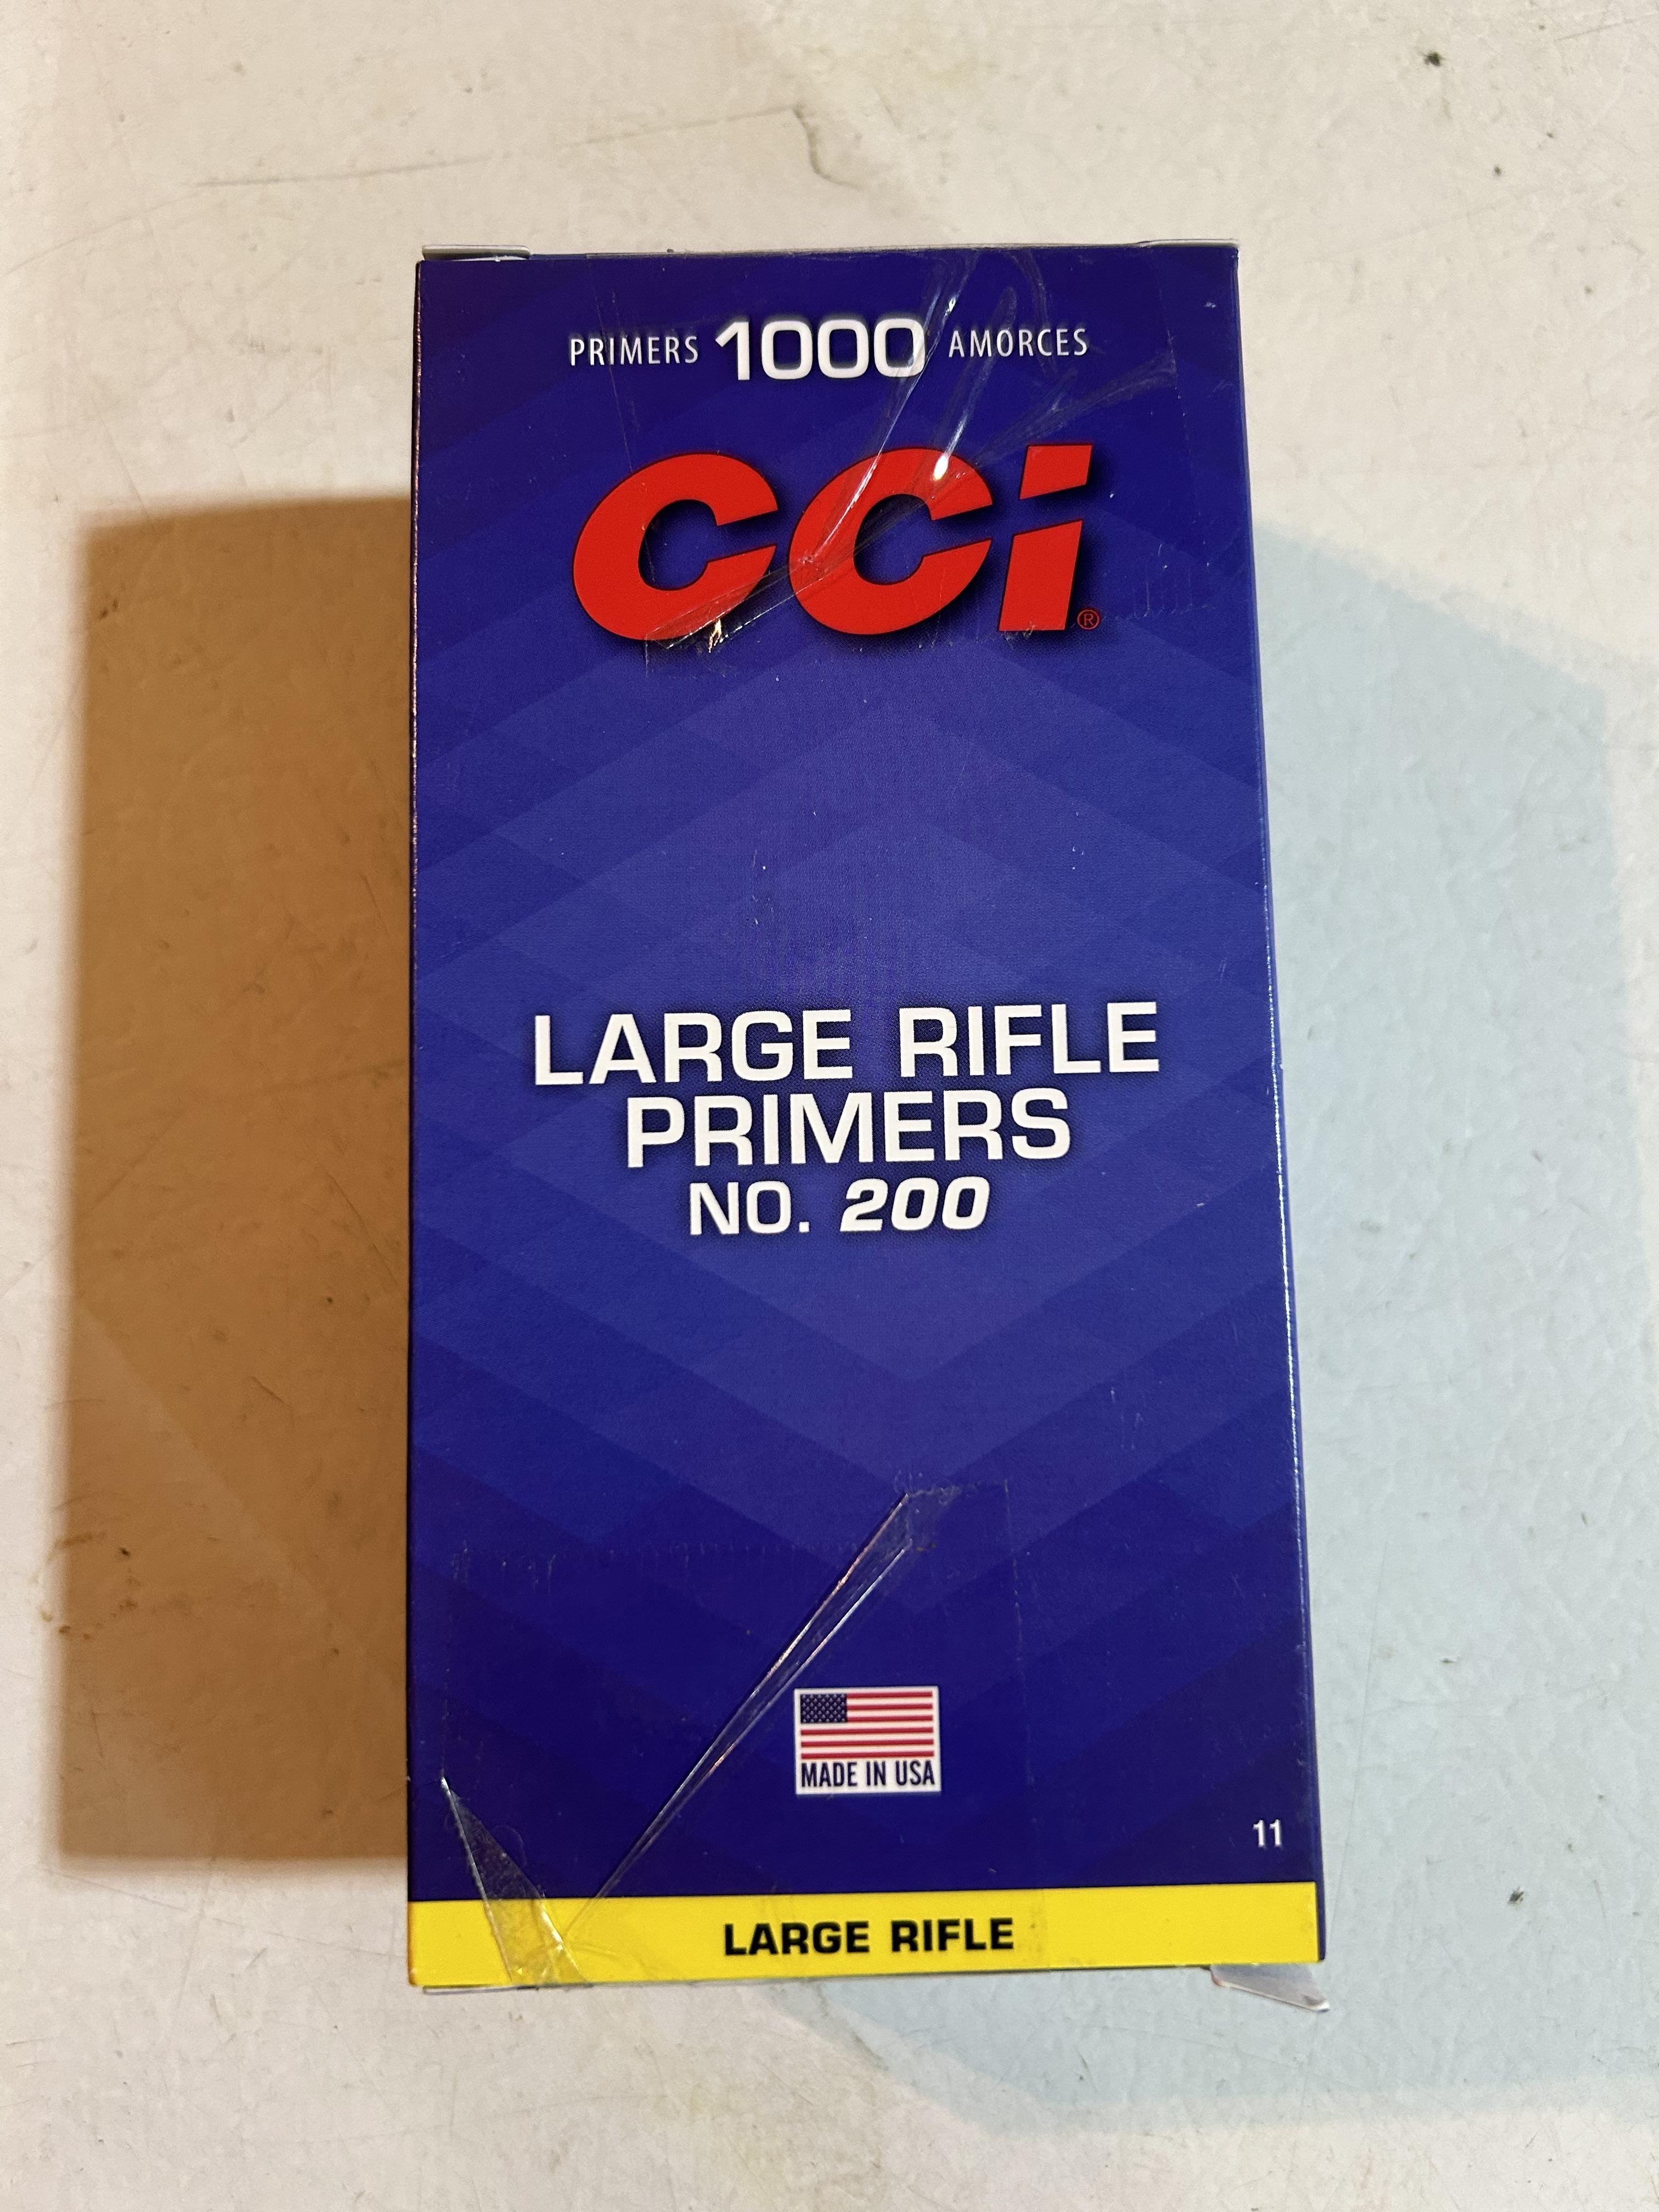 PRIMERS 1000 AMORCES
CCI®
LARGE RIFLE
PRIMERS
NO. 200
MADE IN USA
11
LARGE RIFLE